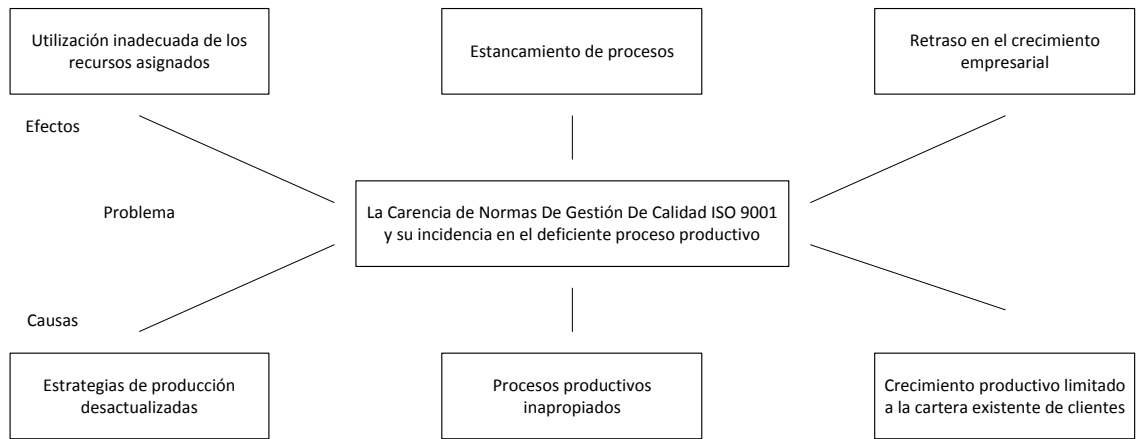 Utilización inadecuada de los
recursos asignados
Estancamiento de procesos
Retraso en el crecimiento
empresarial
Efectos
Problema
La Carencia de Normas De Gestión De Calidad ISO 9001
y su incidencia en el deficiente proceso productivo
Causas
Estrategias de producción
desactualizadas
Procesos productivos
inapropiados
Crecimiento productivo limitado
a la cartera existente de clientes